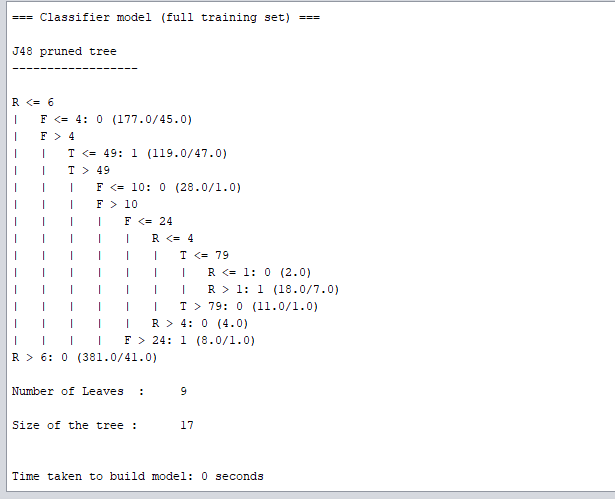 === Classifier model (full training set) ===
J48 pruned tree
------------------
R <= 6
|   F <= 4: 0 (177.0/45.0)
|   F > 4
|   |   T <= 49: 1 (119.0/47.0)
|   |   T > 49
|   |   |   F <= 10: 0 (28.0/1.0)
|   |   |   F > 10
|   |   |   |   F <= 24
|   |   |   |   |   R <= 4
|   |   |   |   |   |   T <= 79
|   |   |   |   |   |   |   R <= 1: 0 (2.0)
|   |   |   |   |   |   |   R > 1: 1 (18.0/7.0)
|   |   |   |   |   |   T > 79: 0 (11.0/1.0)
|   |   |   |   |   R > 4: 0 (4.0)
|   |   |   |   F > 24: 1 (8.0/1.0)
R > 6: 0 (381.0/41.0)
Number of Leaves  :     9
Size of the tree :      17
Time taken to build model: 0 seconds